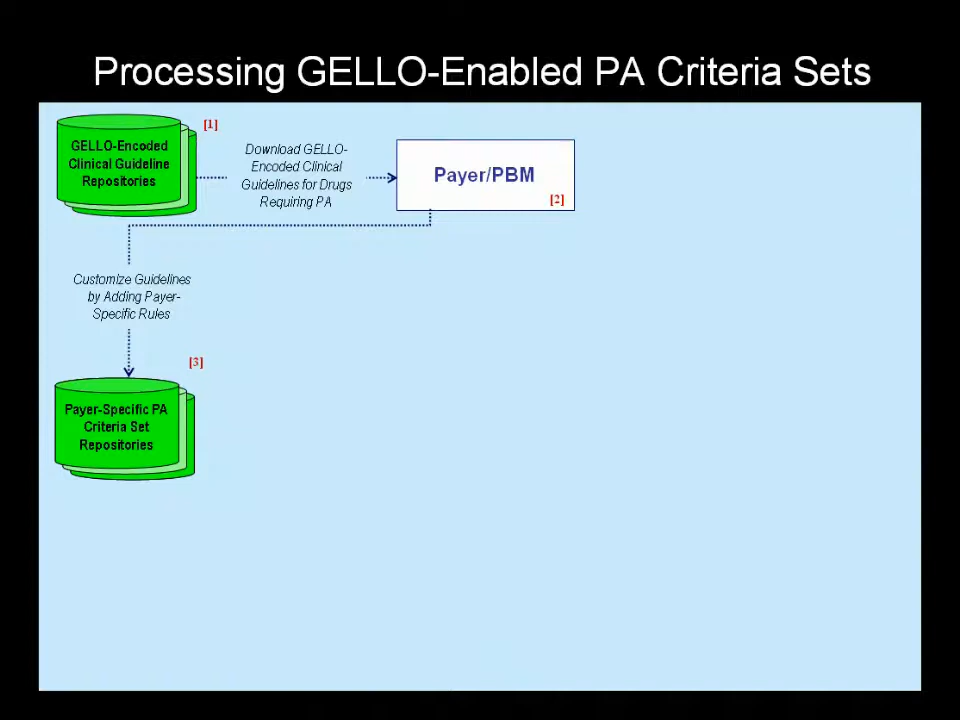 Processing GELLO-Enabled PA Criteria Sets
[1]
GELLO-Encoded
Clinical Guideline
Repositories
Download GELLO-
Encoded Clinical
Guidelines for Drugs
Requiring PA
Payer/PBM
[2]
Customize Guidelines
by Adding Payer-
Specific Rules
[3]
Payer-Specific PA
Criteria Set
Repositories